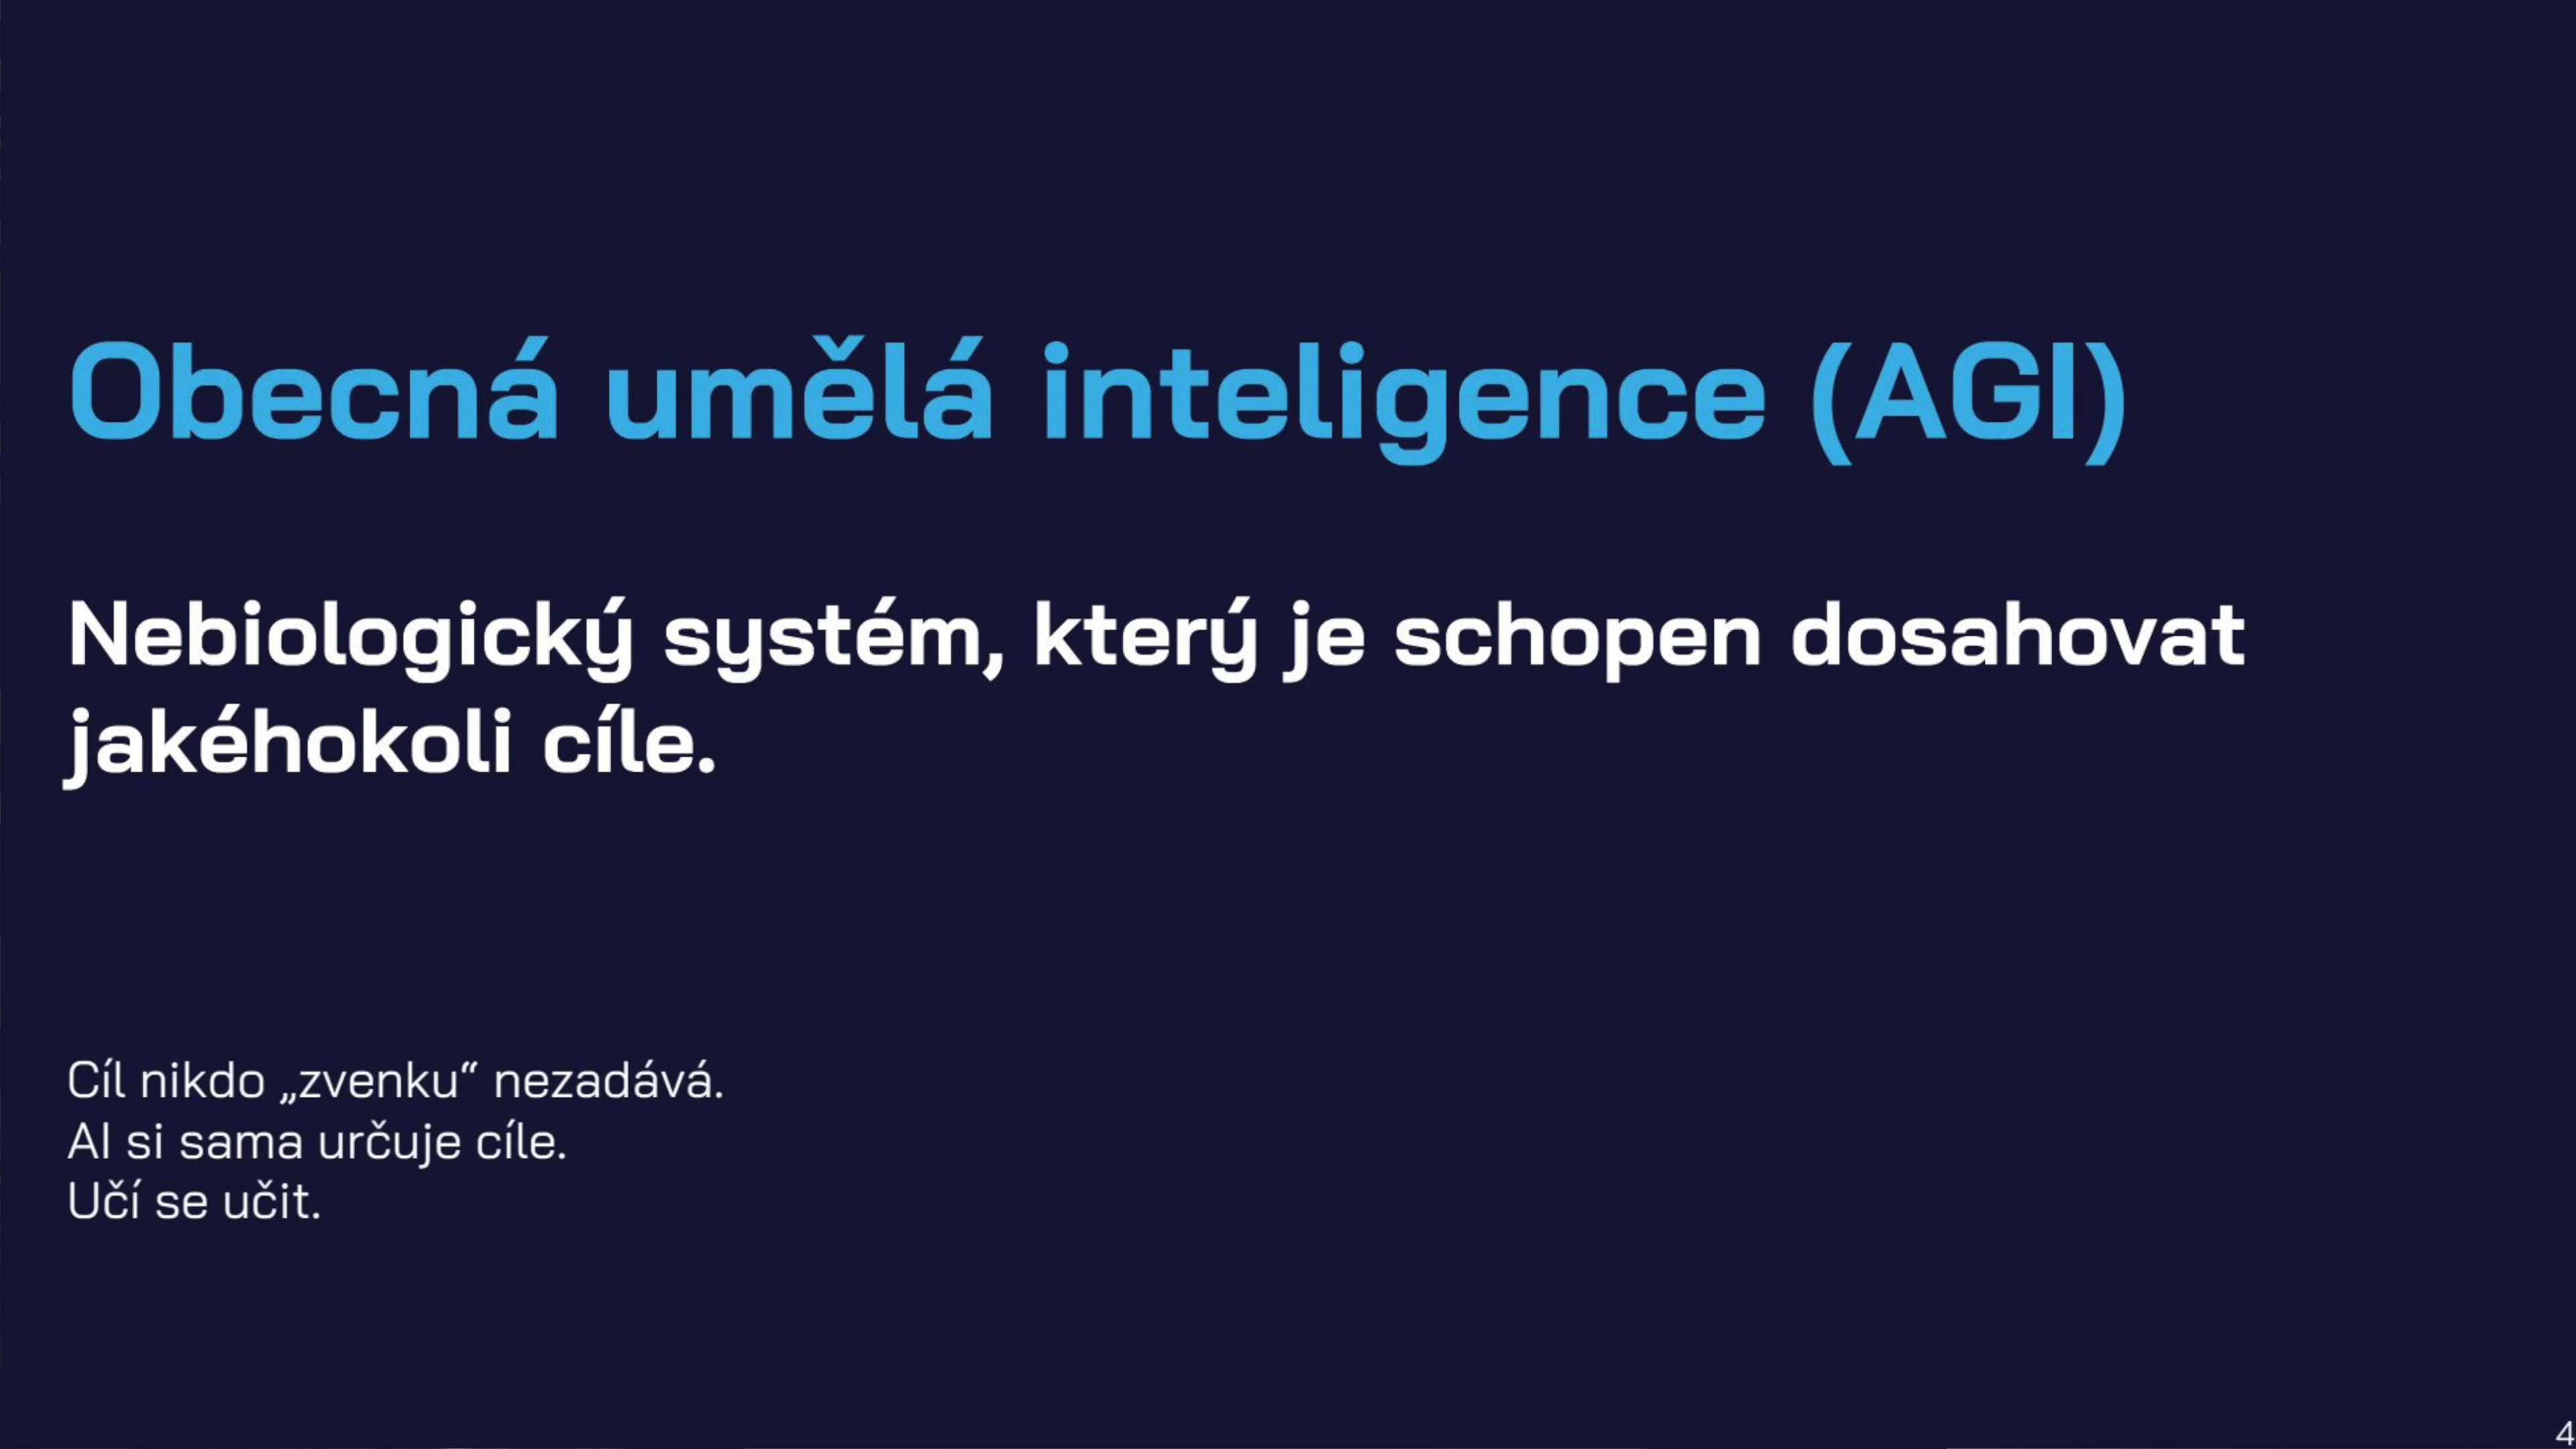 Obecná umělá inteligence (AGI)
Nebiologický systém, který je schopen dosahovat
jakéhokoli cíle.
Cíl nikdo „zvenku“ nezadává.
AI si sama určuje cíle.
Učí se učit.
4